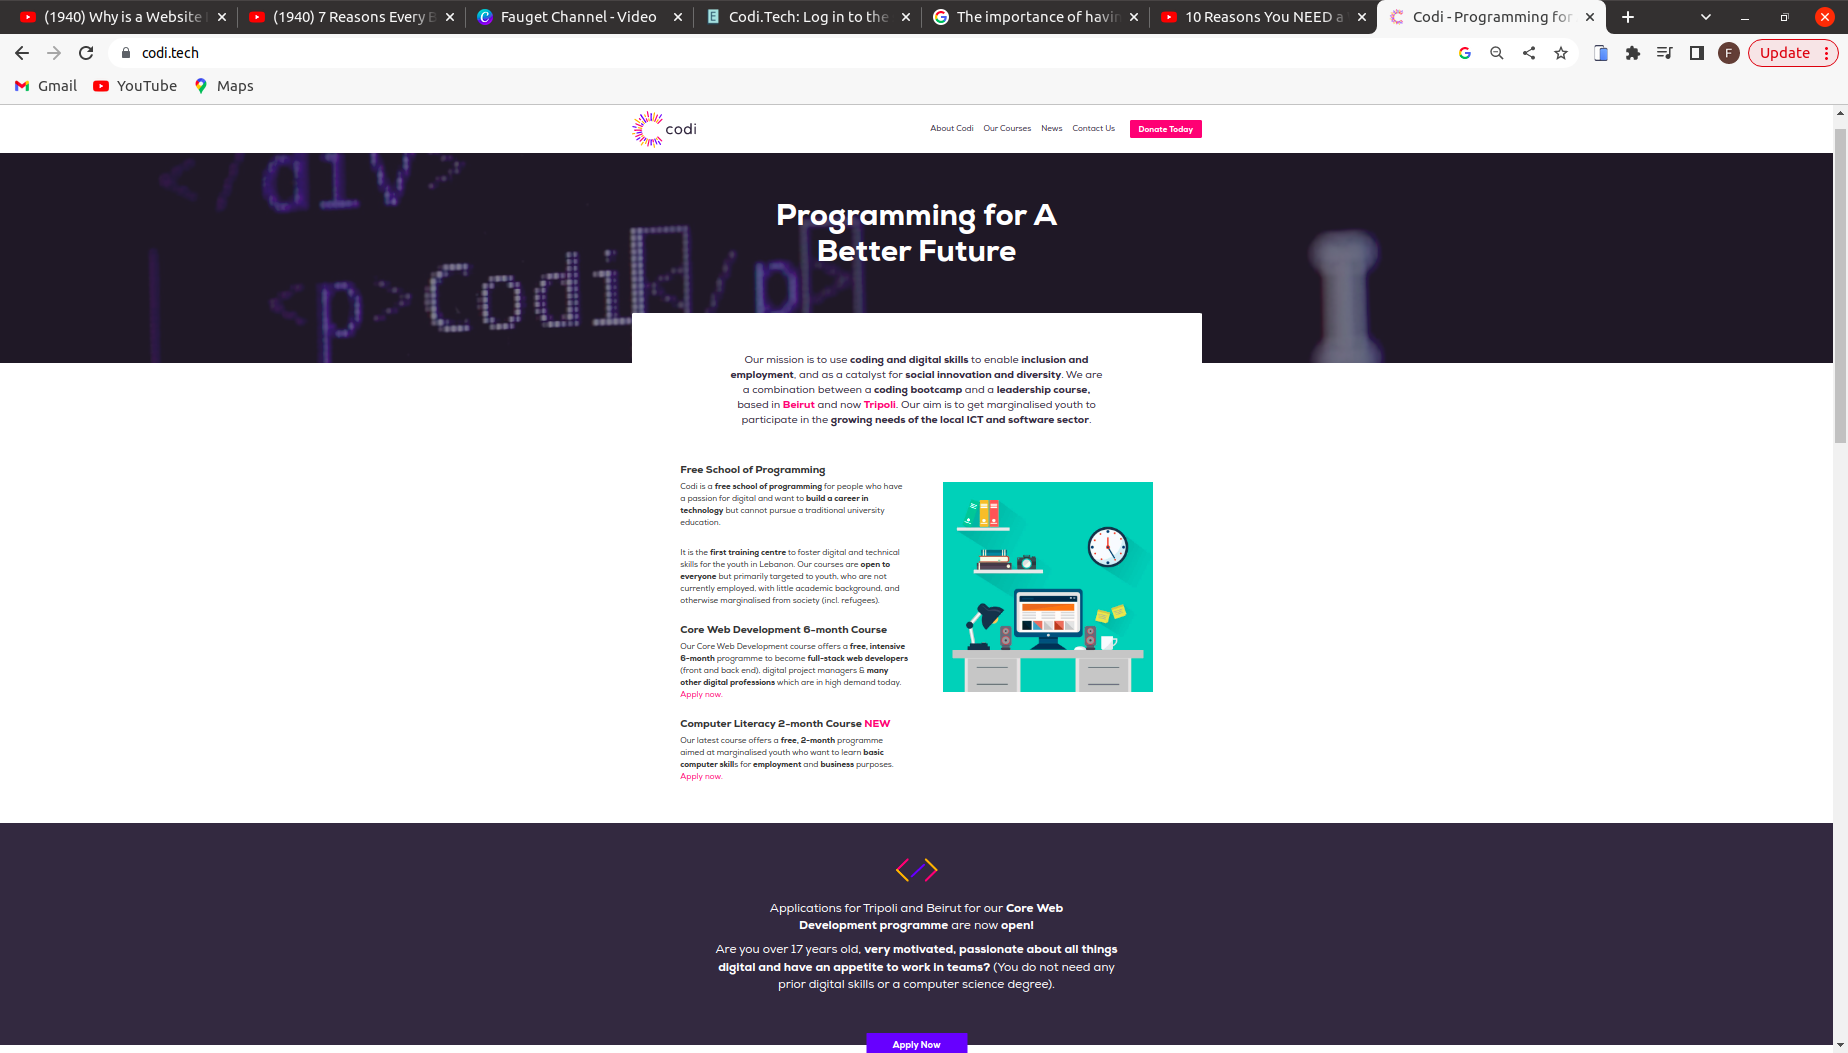 (1940) Why is a Website
(1940) 7 Reasons Every B
Fauget Channel - Video
Codi.Tech: Log in to the
The importance of havin
10 Reasons You NEED a
Codi - Programming for
codi.tech
F
Update
Gmail
YouTube
Maps
codi
About Codi
Our Courses
News
Contact Us
Donate Today
</div>
<p>Codi</p>
Programming for A
Better Future
Our mission is to use coding and digital skills to enable inclusion and
employment, and as a catalyst for social innovation and diversity. We are
a combination between a coding bootcamp and a leadership course,
based in Beirut and now Tripoli. Our aim is to get marginalised youth to
participate in the growing needs of the local ICT and software sector.
Free School of Programming
Codi is a free school of programming for people who have
a passion for digital and want to build a career in
technology but cannot pursue a traditional university
education.
It is the first training centre to foster digital and technical
skills for the youth in Lebanon. Our courses are open to
everyone but primarily targeted to youth, who are not
currently employed, with little academic background, and
otherwise marginalised from society (incl. refugees).
Core Web Development 6-month Course
Our Core Web Development course offers a free, intensive
6-month programme to become full-stack web developers
(front and back end), digital project managers & many
other digital professions which are in high demand today.
Apply now.
Computer Literacy 2-month Course NEW
Our latest course offers a free, 2-month programme
aimed at marginalised youth who want to learn basic
computer skills for employment and business purposes.
Apply now.
Applications for Tripoli and Beirut for our Core Web
Development programme are now open!
Are you over 17 years old, very motivated, passionate about all things
digital and have an appetite to work in teams? (You do not need any
prior digital skills or a computer science degree).
Apply Now